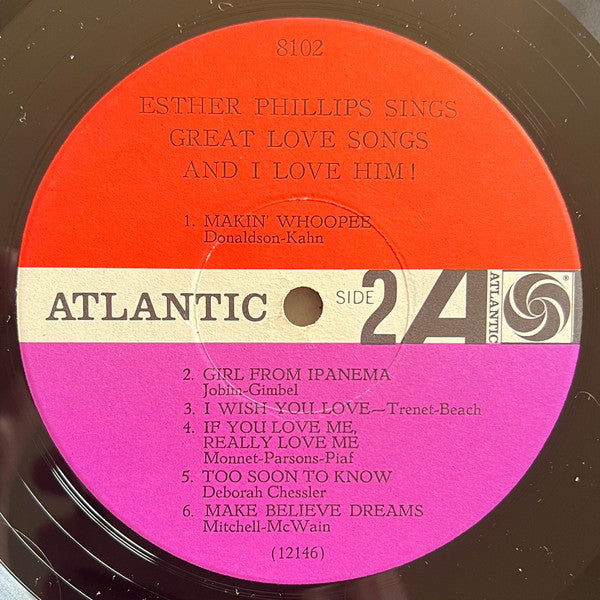 8102
ESTHER PHILLIPS SINGS
GREAT LOVE SONGS
AND I LOVE HIM!
1. MAKIN' WHOOPEE
Donaldson-Kahn
ATLANTIC SIDE 2 A ATLANTIC ®
2. GIRL FROM IPANEMA
Jobim-Gimbel
3. I WISH YOU LOVE—Trenet-Beach
4. IF YOU LOVE ME,
REALLY LOVE ME
Monnet-Parsons-Piaf
5. TOO SOON TO KNOW
Deborah Chessler
6. MAKE BELIEVE DREAMS
Mitchell-McWain
(12146)